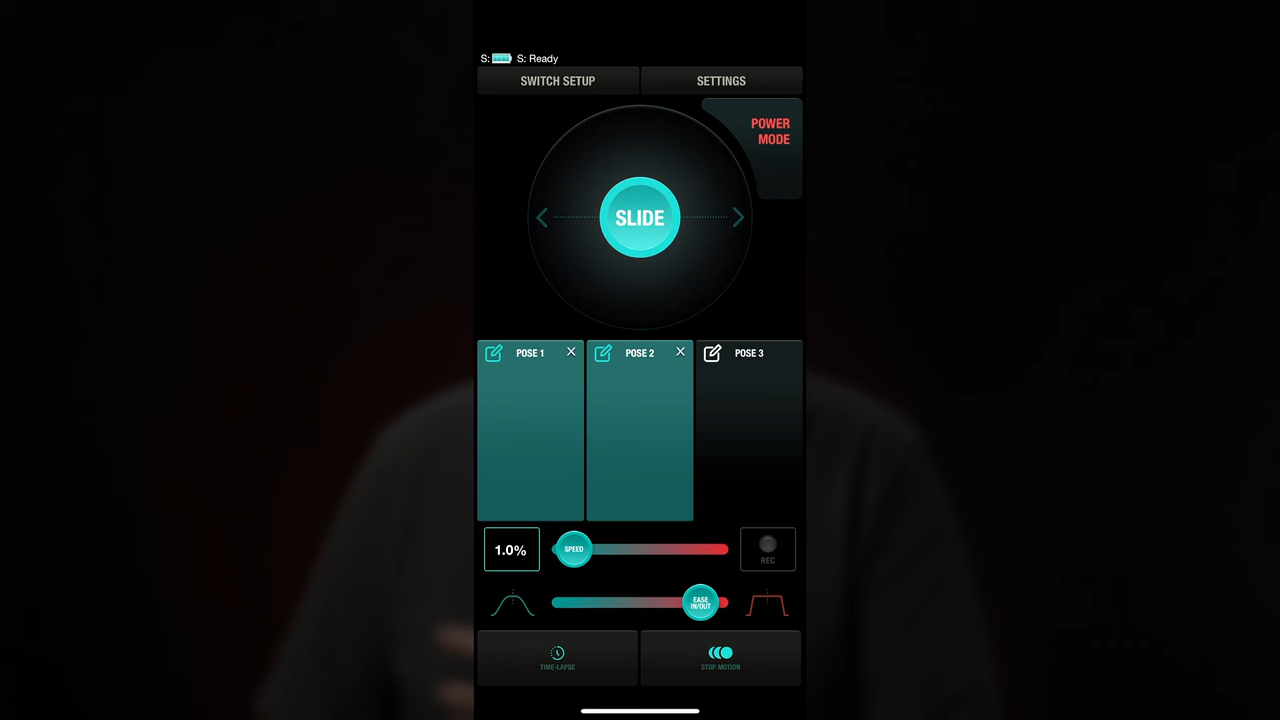 S: S: Ready
SWITCH SETUP SETTINGS
POWER
MODE
SLIDE
POSE 1 X POSE 2 X POSE 3
1.0% SPEED
REC
EASE
IN/OUT
TIME-LAPSE STOP MOTION